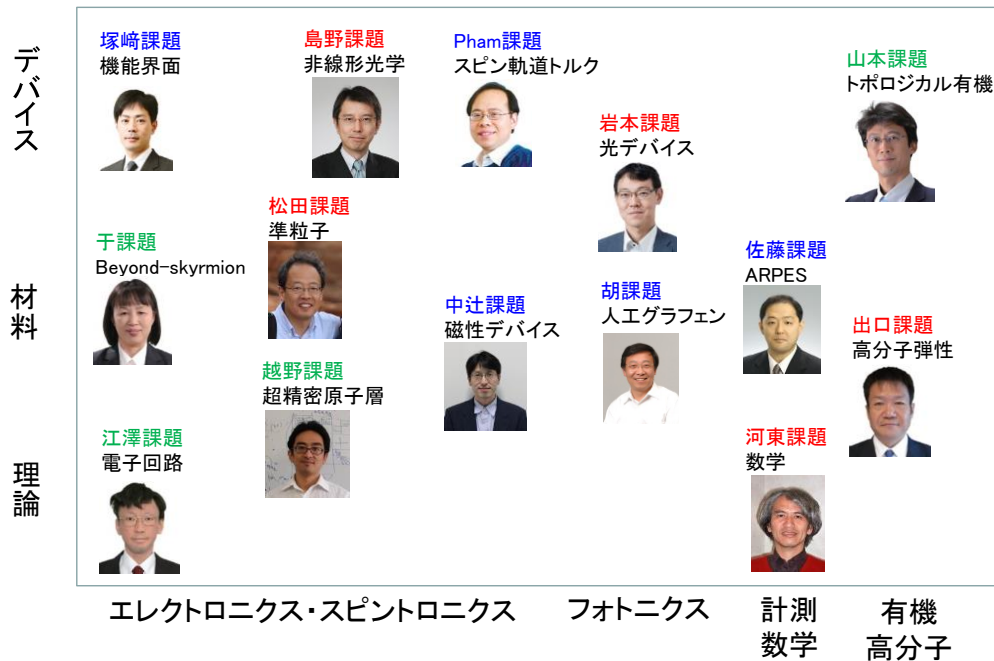 デバイス
材料
理論
塚﨑課題
機能界面
島野課題
非線形光学
Pham課題
スピン軌道トルク
岩本課題
光デバイス
山本課題
トポロジカル有機
于課題
Beyond-skyrmion
松田課題
準粒子
中辻課題
磁性デバイス
胡課題
人工グラフェン
佐藤課題
ARPES
出口課題
高分子弾性
越野課題
超精密原子層
江澤課題
電子回路
河東課題
数学
エレクトロニクス・スピントロニクス
フォトニクス
計測
数学
有機
高分子